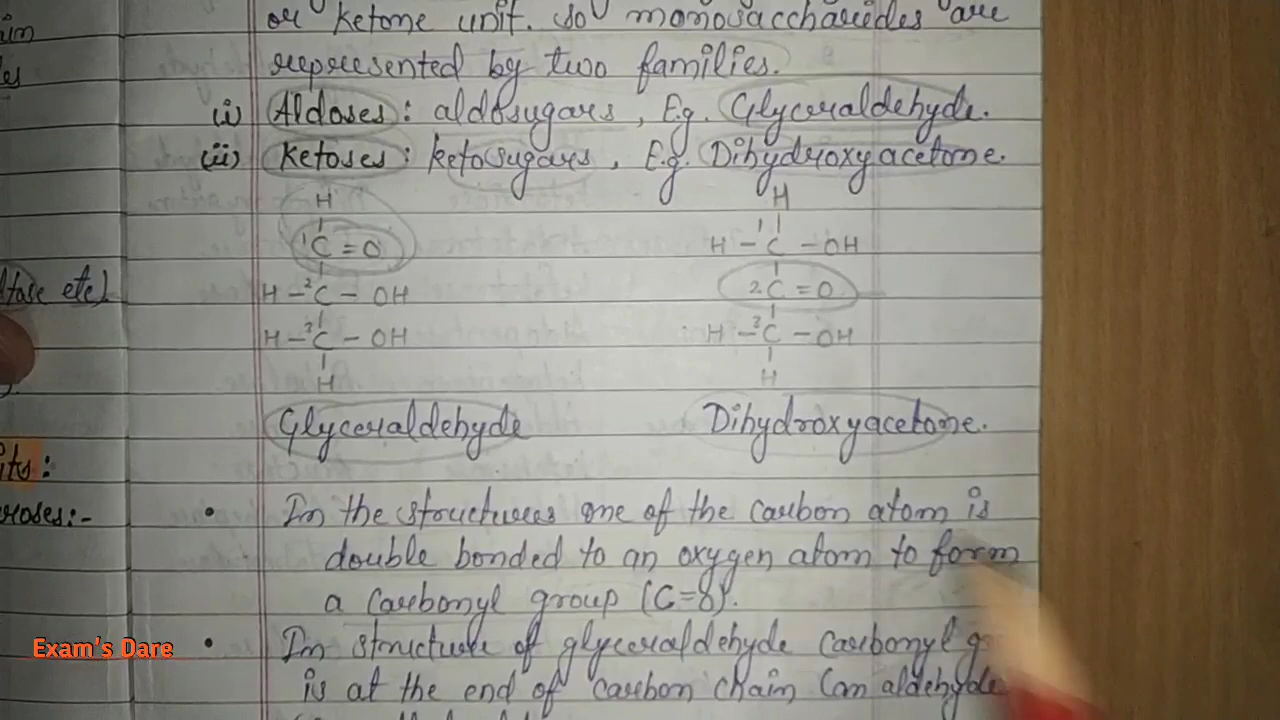 or ketone unit. So monosaccharides are
represented by two families.
(i) Aldoses: aldosugars, E.g. Glyceraldehyde.
(ii) Ketoses: ketosugars, E.g. Dihydroxyacetone.
H H
1C=O H-1C-OH
H-2C-OH 2C=O
H-3C-OH H-3C-OH
H H
Glyceraldehyde Dihydroxyacetone.
etc)
• In the structures one of the carbon atom is
double bonded to an oxygen atom to form
a carbonyl group (C=O).
• In structure of glyceraldehyde carbonyl
is at the end of carbon chain (an aldehyde
Exam's Dare